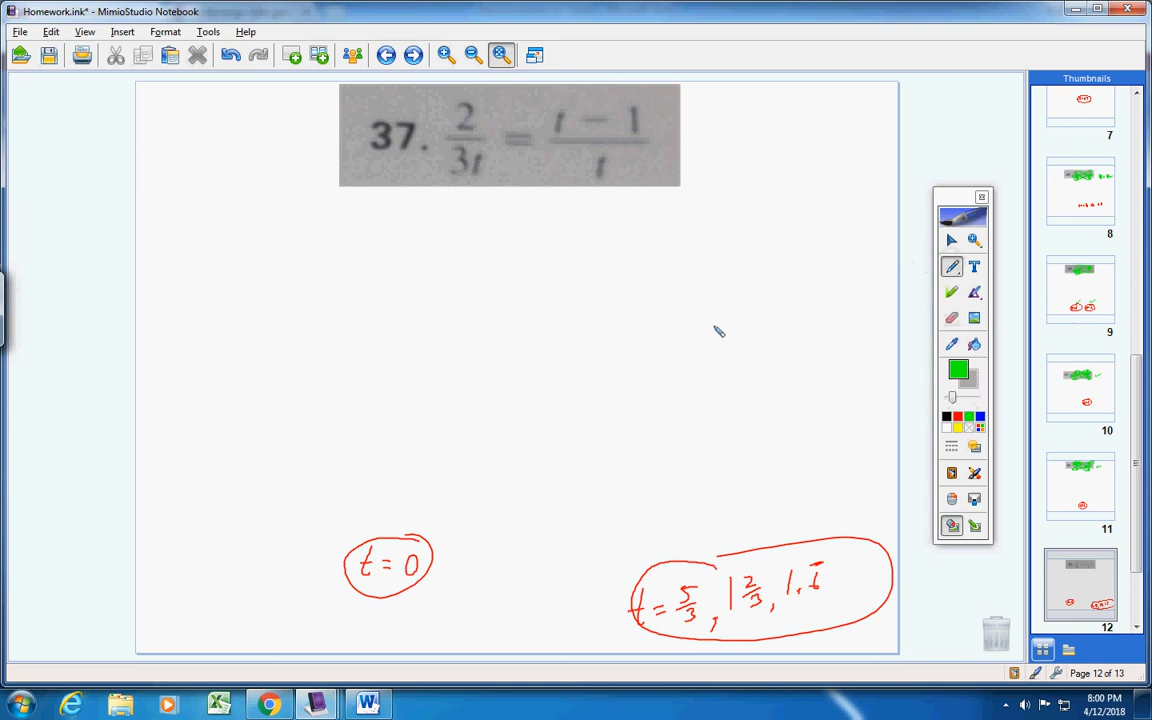 Homework.ink* - MimioStudio Notebook
File Edit View Insert Format Tools Help
Thumbnails
37. 2/3t = t − 1/t
t = 0
t = 5/3, 1 2/3, 1.6̅
7
8
9
10
11
12
Page 12 of 13
8:00 PM
4/12/2018